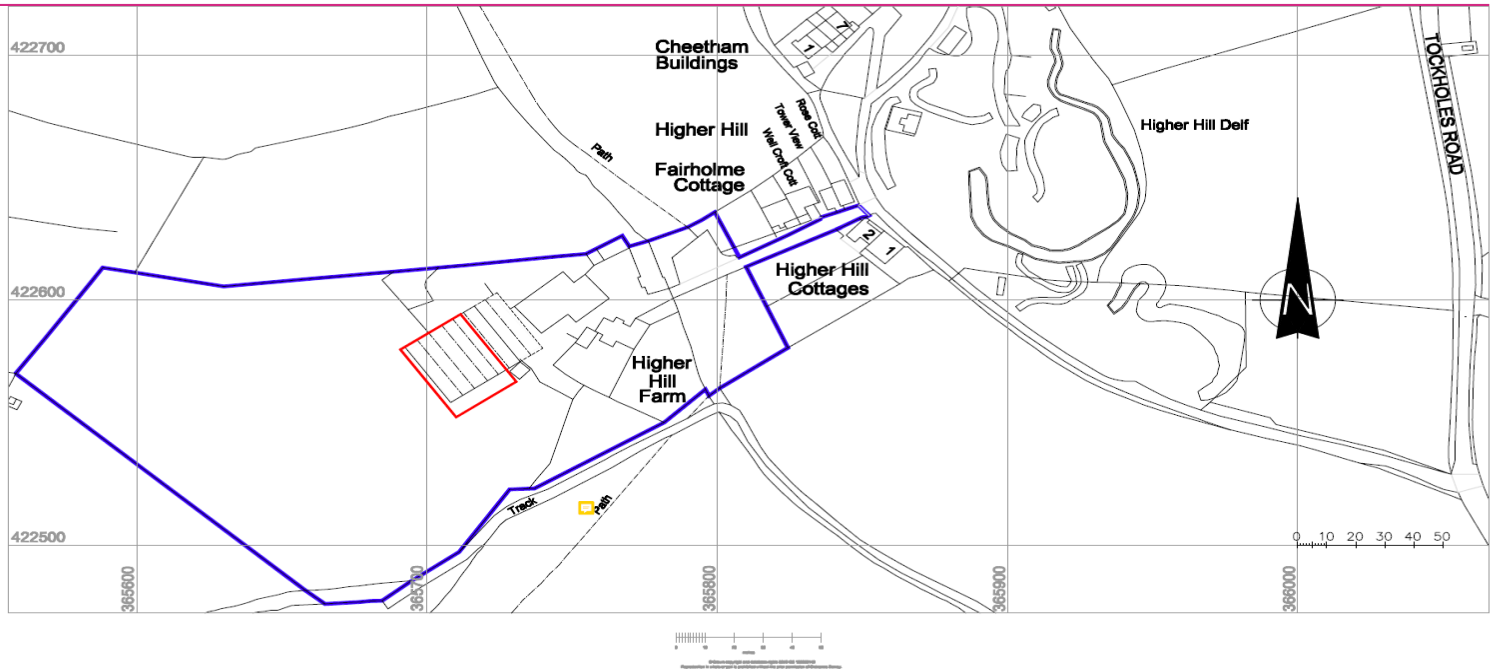 422700
Cheetham
Buildings
1
7
TOCKHOLES ROAD
Rose Cott
Tower View
Well Croft Cott
Higher Hill
Higher Hill Delf
Path
Fairholme
Cottage
N
2
1
Higher Hill
Cottages
422600
Higher
Hill
Farm
Track
Path
422500
0 10 20 30 40 50
365600
365700
365800
365900
366000